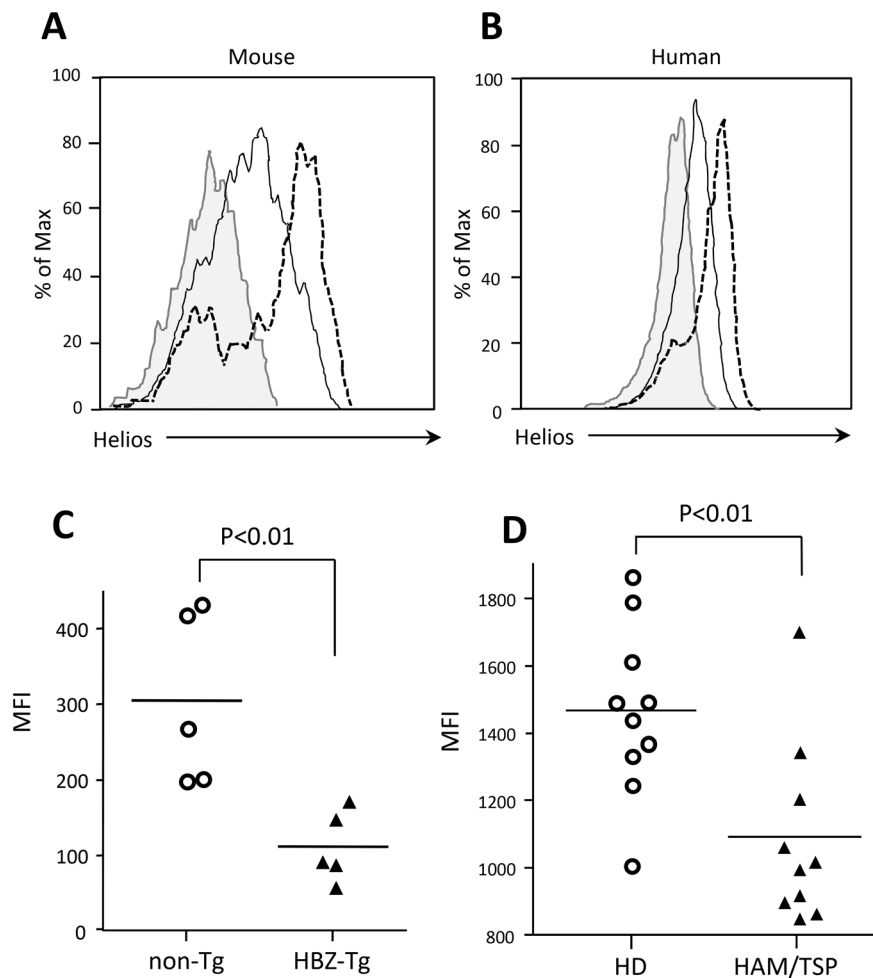 A
Mouse
% of Max
100
80
60
40
20
0
Helios
B
Human
% of Max
100
80
60
40
20
0
Helios
C
P<0.01
MFI
400
300
200
100
0
non-Tg
HBZ-Tg
D
P<0.01
MFI
1800
1600
1400
1200
1000
800
HD
HAM/TSP